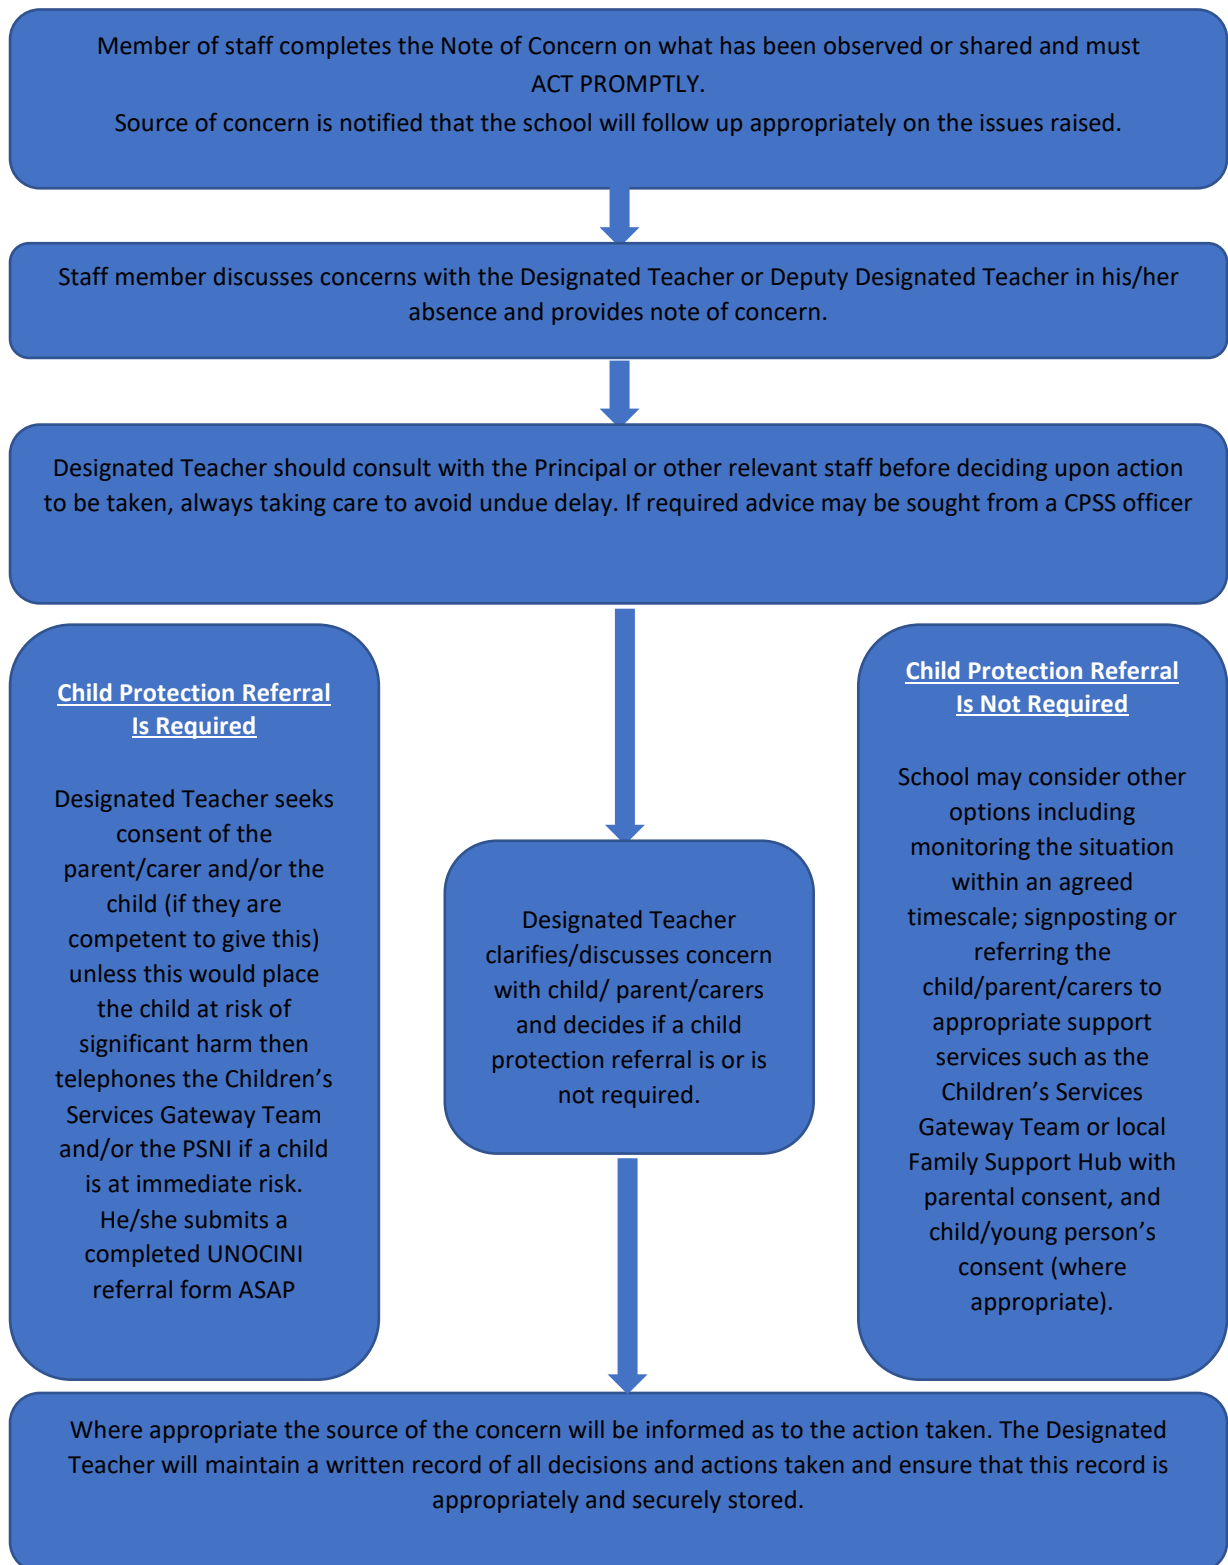 Member of staff completes the Note of Concern on what has been observed or shared and must
ACT PROMPTLY.
Source of concern is notified that the school will follow up appropriately on the issues raised.
Staff member discusses concerns with the Designated Teacher or Deputy Designated Teacher in his/her
absence and provides note of concern.
Designated Teacher should consult with the Principal or other relevant staff before deciding upon action
to be taken, always taking care to avoid undue delay. If required advice may be sought from a CPSS officer
Child Protection Referral
Is Required
Designated Teacher seeks
consent of the
parent/carer and/or the
child (if they are
competent to give this)
unless this would place
the child at risk of
significant harm then
telephones the Children’s
Services Gateway Team
and/or the PSNI if a child
is at immediate risk.
He/she submits a
completed UNOCINI
referral form ASAP
Designated Teacher
clarifies/discusses concern
with child/ parent/carers
and decides if a child
protection referral is or is
not required.
Child Protection Referral
Is Not Required
School may consider other
options including
monitoring the situation
within an agreed
timescale; signposting or
referring the
child/parent/carers to
appropriate support
services such as the
Children’s Services
Gateway Team or local
Family Support Hub with
parental consent, and
child/young person’s
consent (where
appropriate).
Where appropriate the source of the concern will be informed as to the action taken. The Designated
Teacher will maintain a written record of all decisions and actions taken and ensure that this record is
appropriately and securely stored.